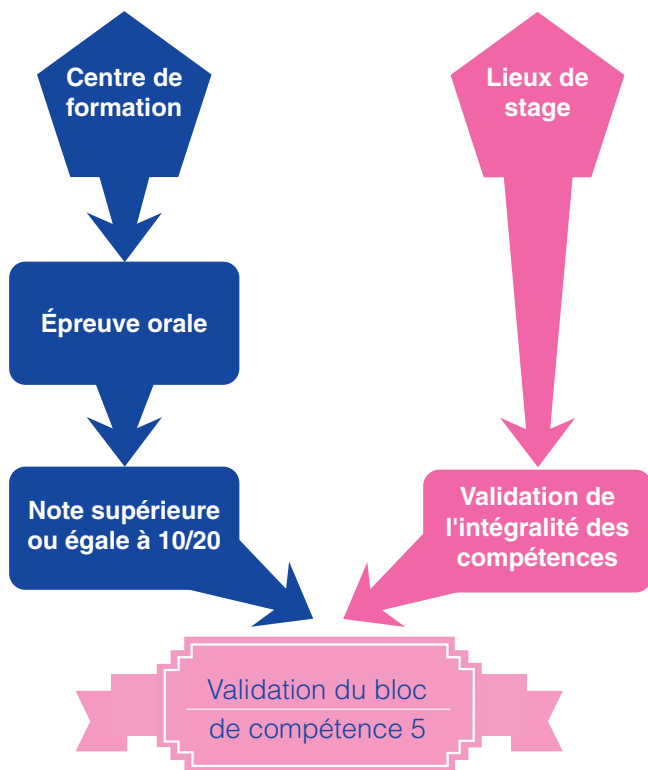 Centre de
formation
Lieux de
stage
Épreuve orale
Note supérieure
ou égale à 10/20
Validation de
l'intégralité des
compétences
Validation du bloc
de compétence 5